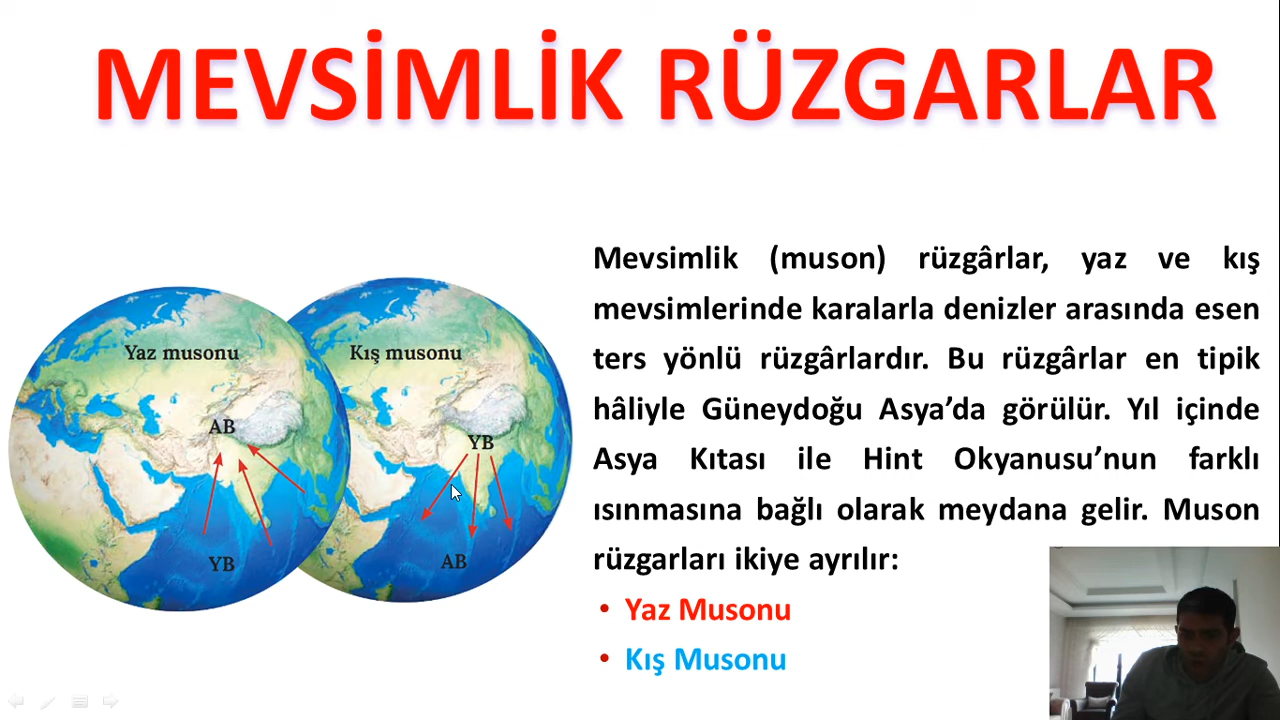 MEVSİMLİK RÜZGARLAR
Yaz musonu
AB
YB
Kış musonu
YB
AB
Mevsimlik (muson) rüzgârlar, yaz ve kış
mevsimlerinde karalarla denizler arasında esen
ters yönlü rüzgârlardır. Bu rüzgârlar en tipik
hâliyle Güneydoğu Asya’da görülür. Yıl içinde
Asya Kıtası ile Hint Okyanusu’nun farklı
ısınmasına bağlı olarak meydana gelir. Muson
rüzgarları ikiye ayrılır:
• Yaz Musonu
• Kış Musonu